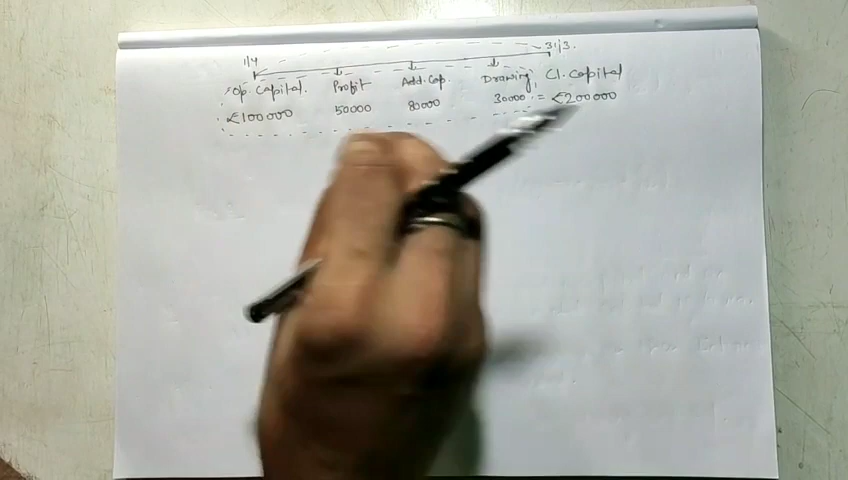 1/4 31/3.
Op. Capital. Profit Add. Cap. Drawing Cl. Capital
₹100000 50000 80000 30000 = ₹200000